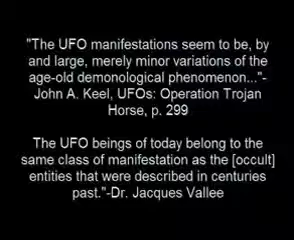 "The UFO manifestations seem to be, by
and large, merely minor variations of the
age-old demonological phenomenon..."-
John A. Keel, UFOs: Operation Trojan
Horse, p. 299
The UFO beings of today belong to the
same class of manifestation as the [occult]
entities that were described in centuries
past."-Dr. Jacques Vallee